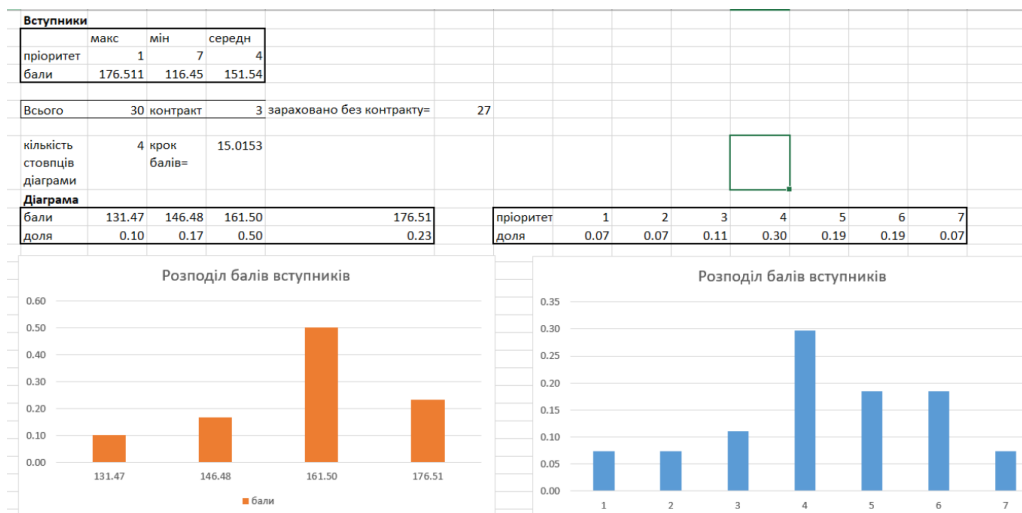 Вступники
макс мін середн
пріоритет 1 7 4
бали 176.511 116.45 151.54
Всього 30 контракт 3 зараховано без контракту= 27
кількість стовпців діаграми 4 крок балів= 15.0153
Діаграма
бали 131.47 146.48 161.50 176.51
доля 0.10 0.17 0.50 0.23
пріоритет 1 2 3 4 5 6 7
доля 0.07 0.07 0.11 0.30 0.19 0.19 0.07
Розподіл балів вступників
0.60
0.50
0.40
0.30
0.20
0.10
0.00
131.47 146.48 161.50 176.51
бали
Розподіл балів вступників
0.35
0.30
0.25
0.20
0.15
0.10
0.05
0.00
1 2 3 4 5 6 7